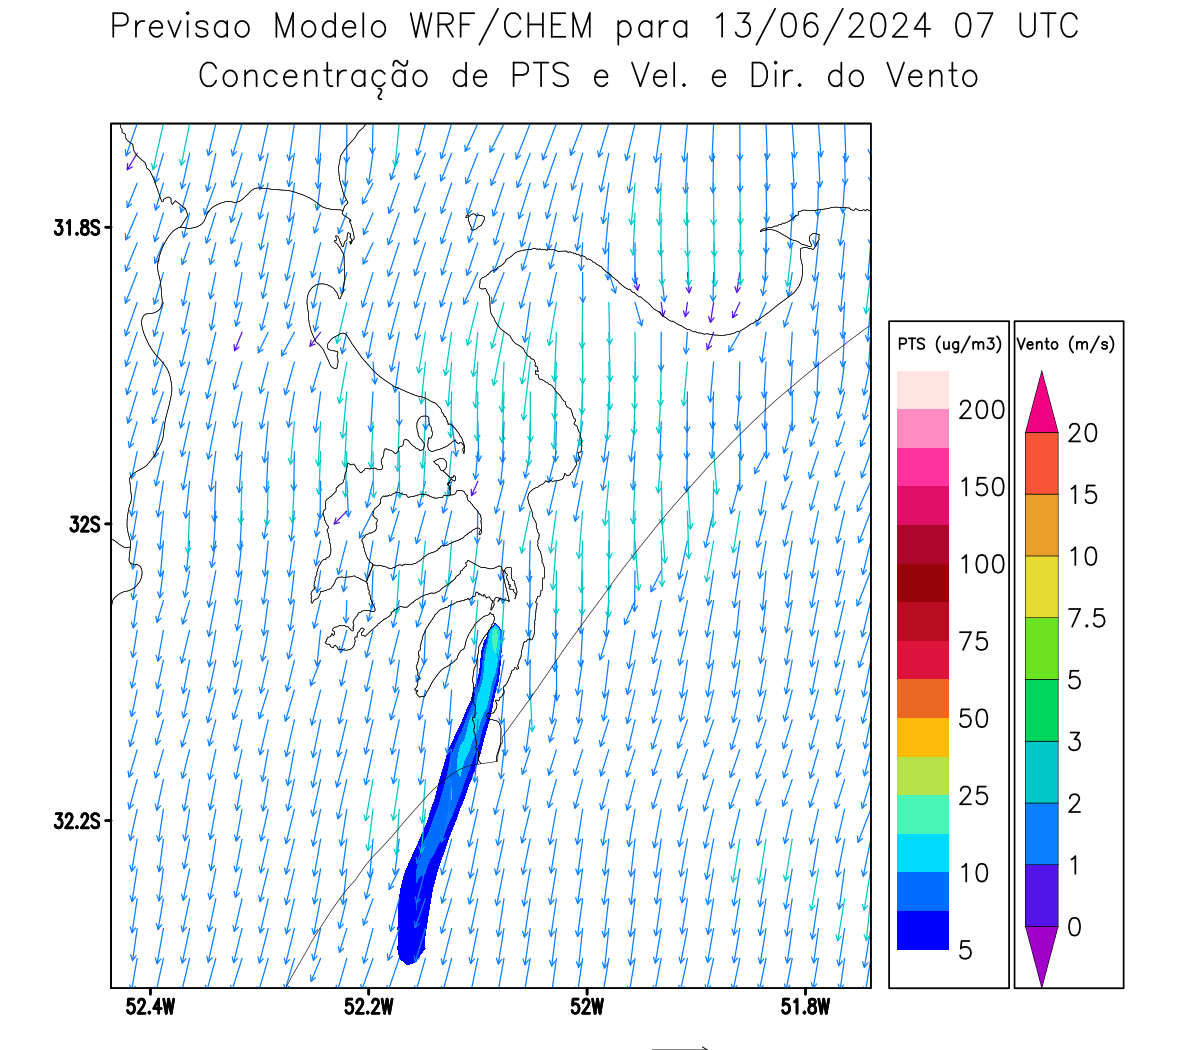 Previsao Modelo WRF/CHEM para 13/06/2024 07 UTC
Concentração de PTS e Vel. e Dir. do Vento
31.8S
32S
32.2S
52.4W
52.2W
52W
51.8W
PTS (ug/m3)
200
150
100
75
50
25
10
5
Vento (m/s)
20
15
10
7.5
5
3
2
1
0